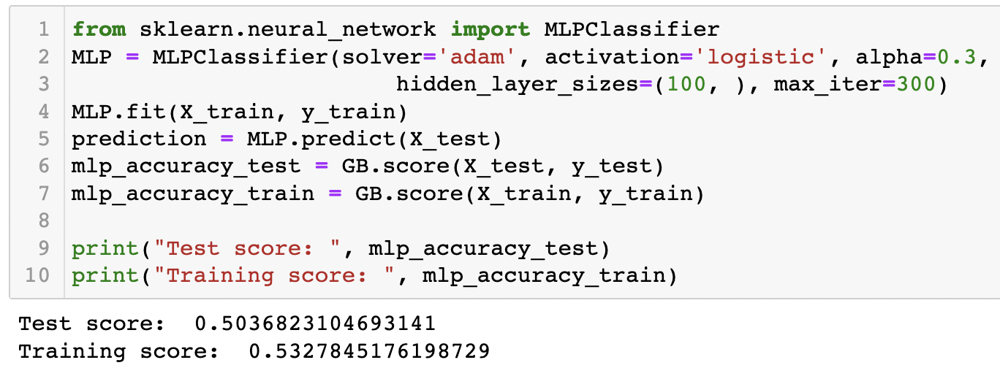 1 from sklearn.neural_network import MLPClassifier
2 MLP = MLPClassifier(solver='adam', activation='logistic', alpha=0.3,
3                         hidden_layer_sizes=(100, ), max_iter=300)
4 MLP.fit(X_train, y_train)
5 prediction = MLP.predict(X_test)
6 mlp_accuracy_test = GB.score(X_test, y_test)
7 mlp_accuracy_train = GB.score(X_train, y_train)
8
9 print("Test score: ", mlp_accuracy_test)
10 print("Training score: ", mlp_accuracy_train)
Test score:  0.5036823104693141
Training score:  0.5327845176198729